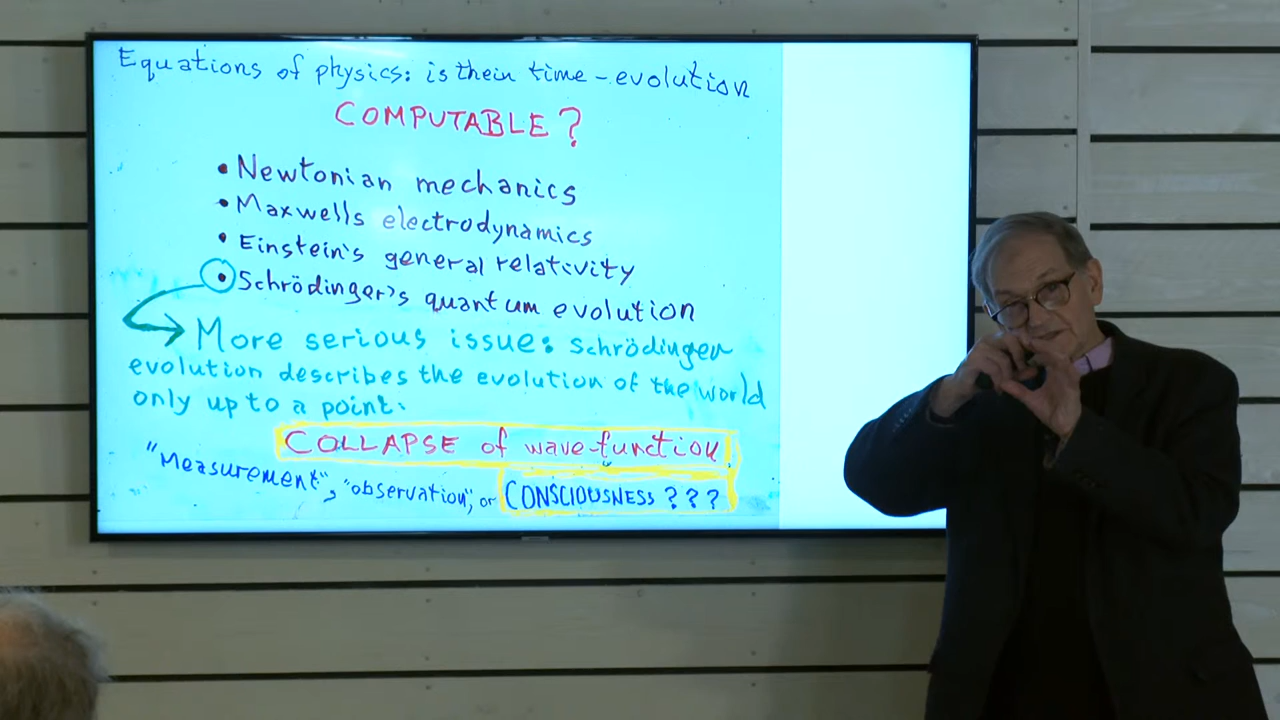 Equations of physics: is their time-evolution
COMPUTABLE?
• Newtonian mechanics
• Maxwells electrodynamics
• Einstein's general relativity
• Schrödinger's quantum evolution
More serious issue: Schrödinger
evolution describes the evolution of the world
only up to a point.
COLLAPSE of wave-function!
"Measurement", "observation", or CONSCIOUSNESS???